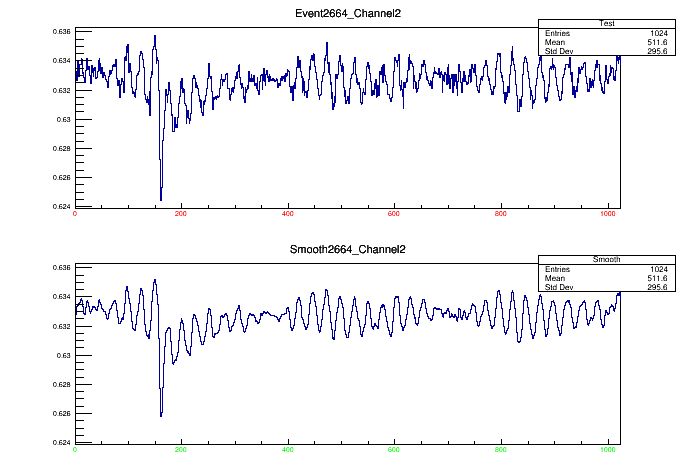 Event2664_Channel2
Test
Entries 1024
Mean 511.6
Std Dev 295.6
0.636
0.634
0.632
0.63
0.628
0.626
0.624
0 200 400 600 800 1000
Smooth2664_Channel2
Smooth
Entries 1024
Mean 511.6
Std Dev 295.6
0.636
0.634
0.632
0.63
0.628
0.626
0.624
0 200 400 600 800 1000